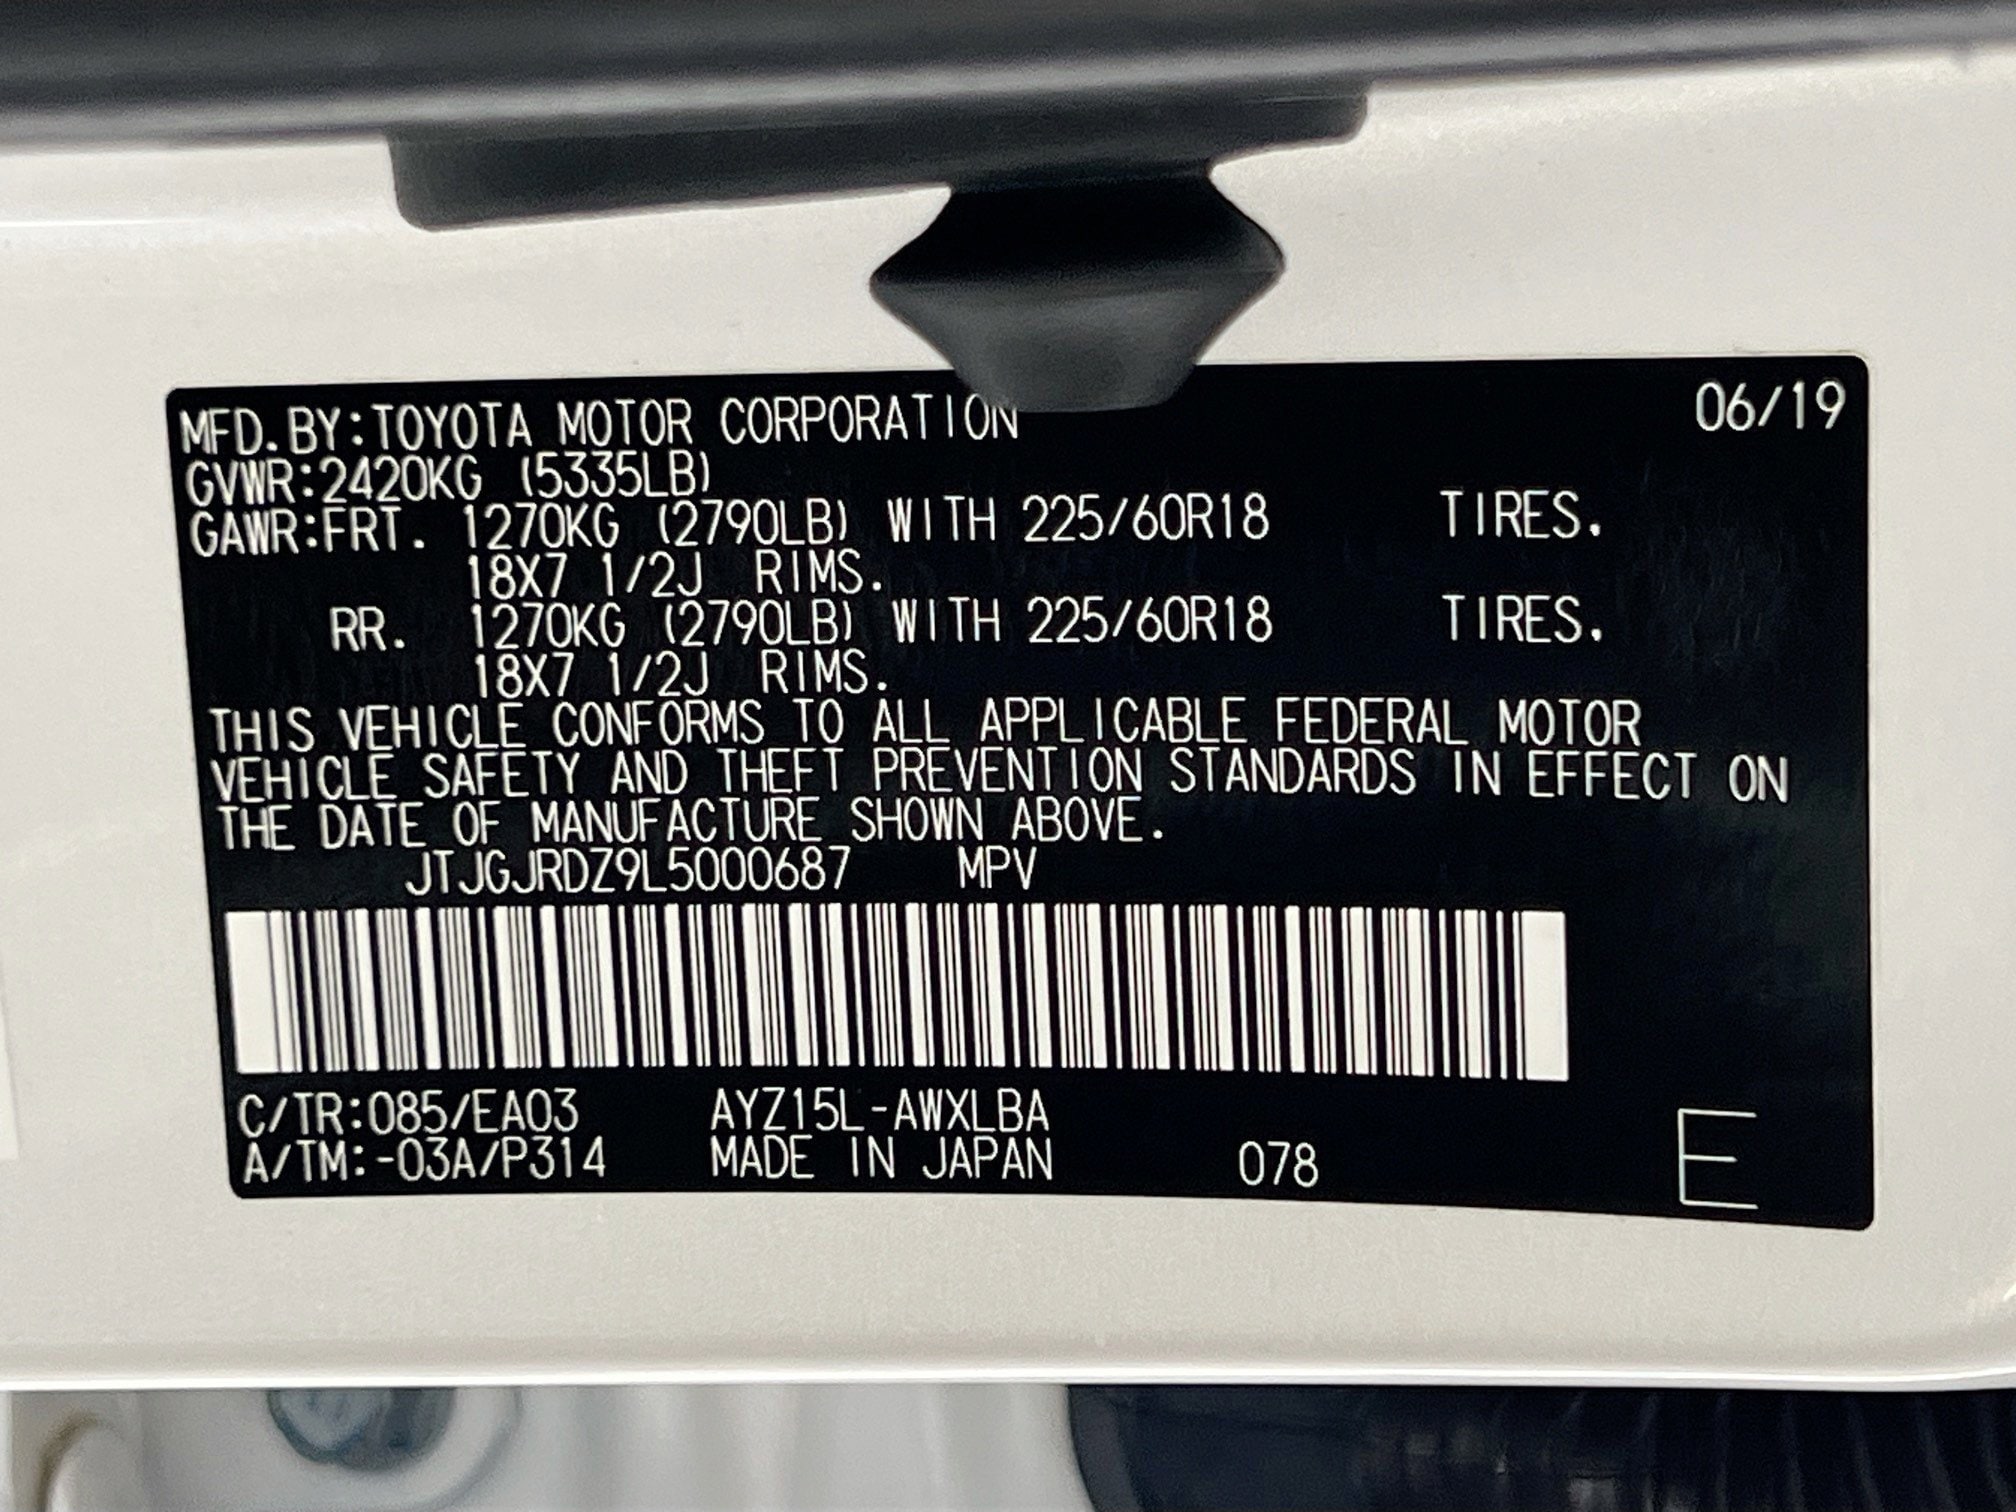 MFD.BY:TOYOTA MOTOR CORPORATION 06/19
GVWR:2420KG (5335LB)
GAWR:FRT. 1270KG (2790LB) WITH 225/60R18 TIRES.
18X7 1/2J RIMS.
RR. 1270KG (2790LB) WITH 225/60R18 TIRES.
18X7 1/2J RIMS.
THIS VEHICLE CONFORMS TO ALL APPLICABLE FEDERAL MOTOR
VEHICLE SAFETY AND THEFT PREVENTION STANDARDS IN EFFECT ON
THE DATE OF MANUFACTURE SHOWN ABOVE.
JTJGJRDZ9L5000687 MPV
C/TR:085/EA03 AYZ15L-AWXLBA
A/TM:-03A/P314 MADE IN JAPAN 078 E